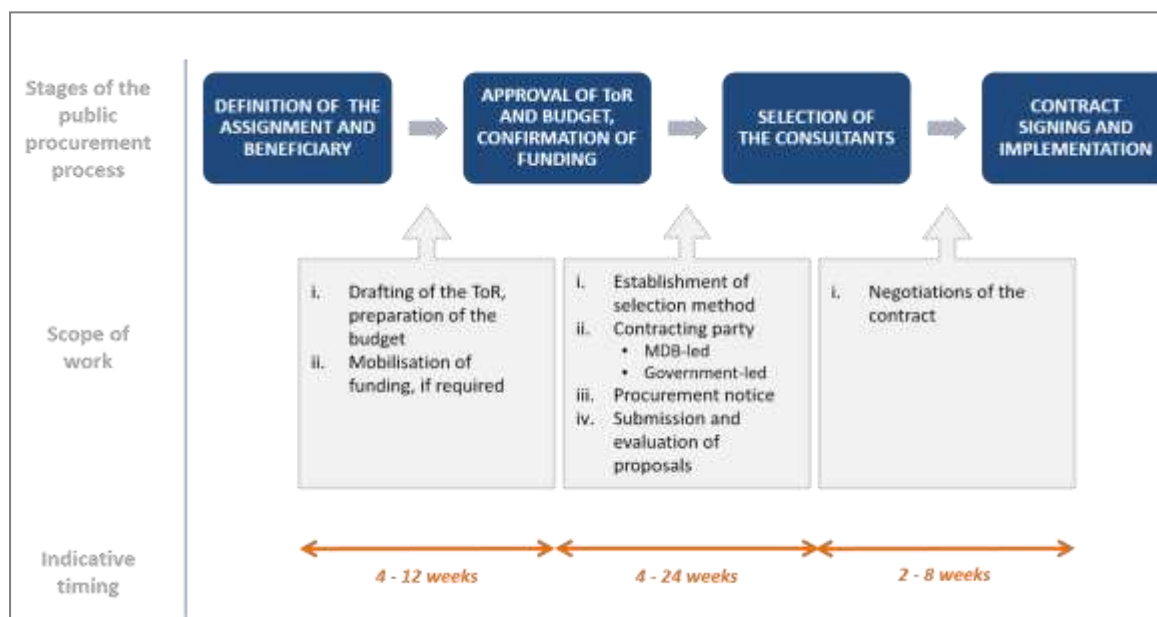 Stages of the
public
procurement
process
DEFINITION OF THE
ASSIGNMENT AND
BENEFICIARY
APPROVAL OF ToR
AND BUDGET,
CONFIRMATION OF
FUNDING
SELECTION OF
THE CONSULTANTS
CONTRACT
SIGNING AND
IMPLEMENTATION
Scope of
work
i. Drafting of the ToR,
preparation of the
budget
ii. Mobilisation of
funding, if required
i. Establishment of
selection method
ii. Contracting party
• MDB-led
• Government-led
iii. Procurement notice
iv. Submission and
evaluation of
proposals
i. Negotiations of the
contract
Indicative
timing
4 - 12 weeks
4 - 24 weeks
2 - 8 weeks